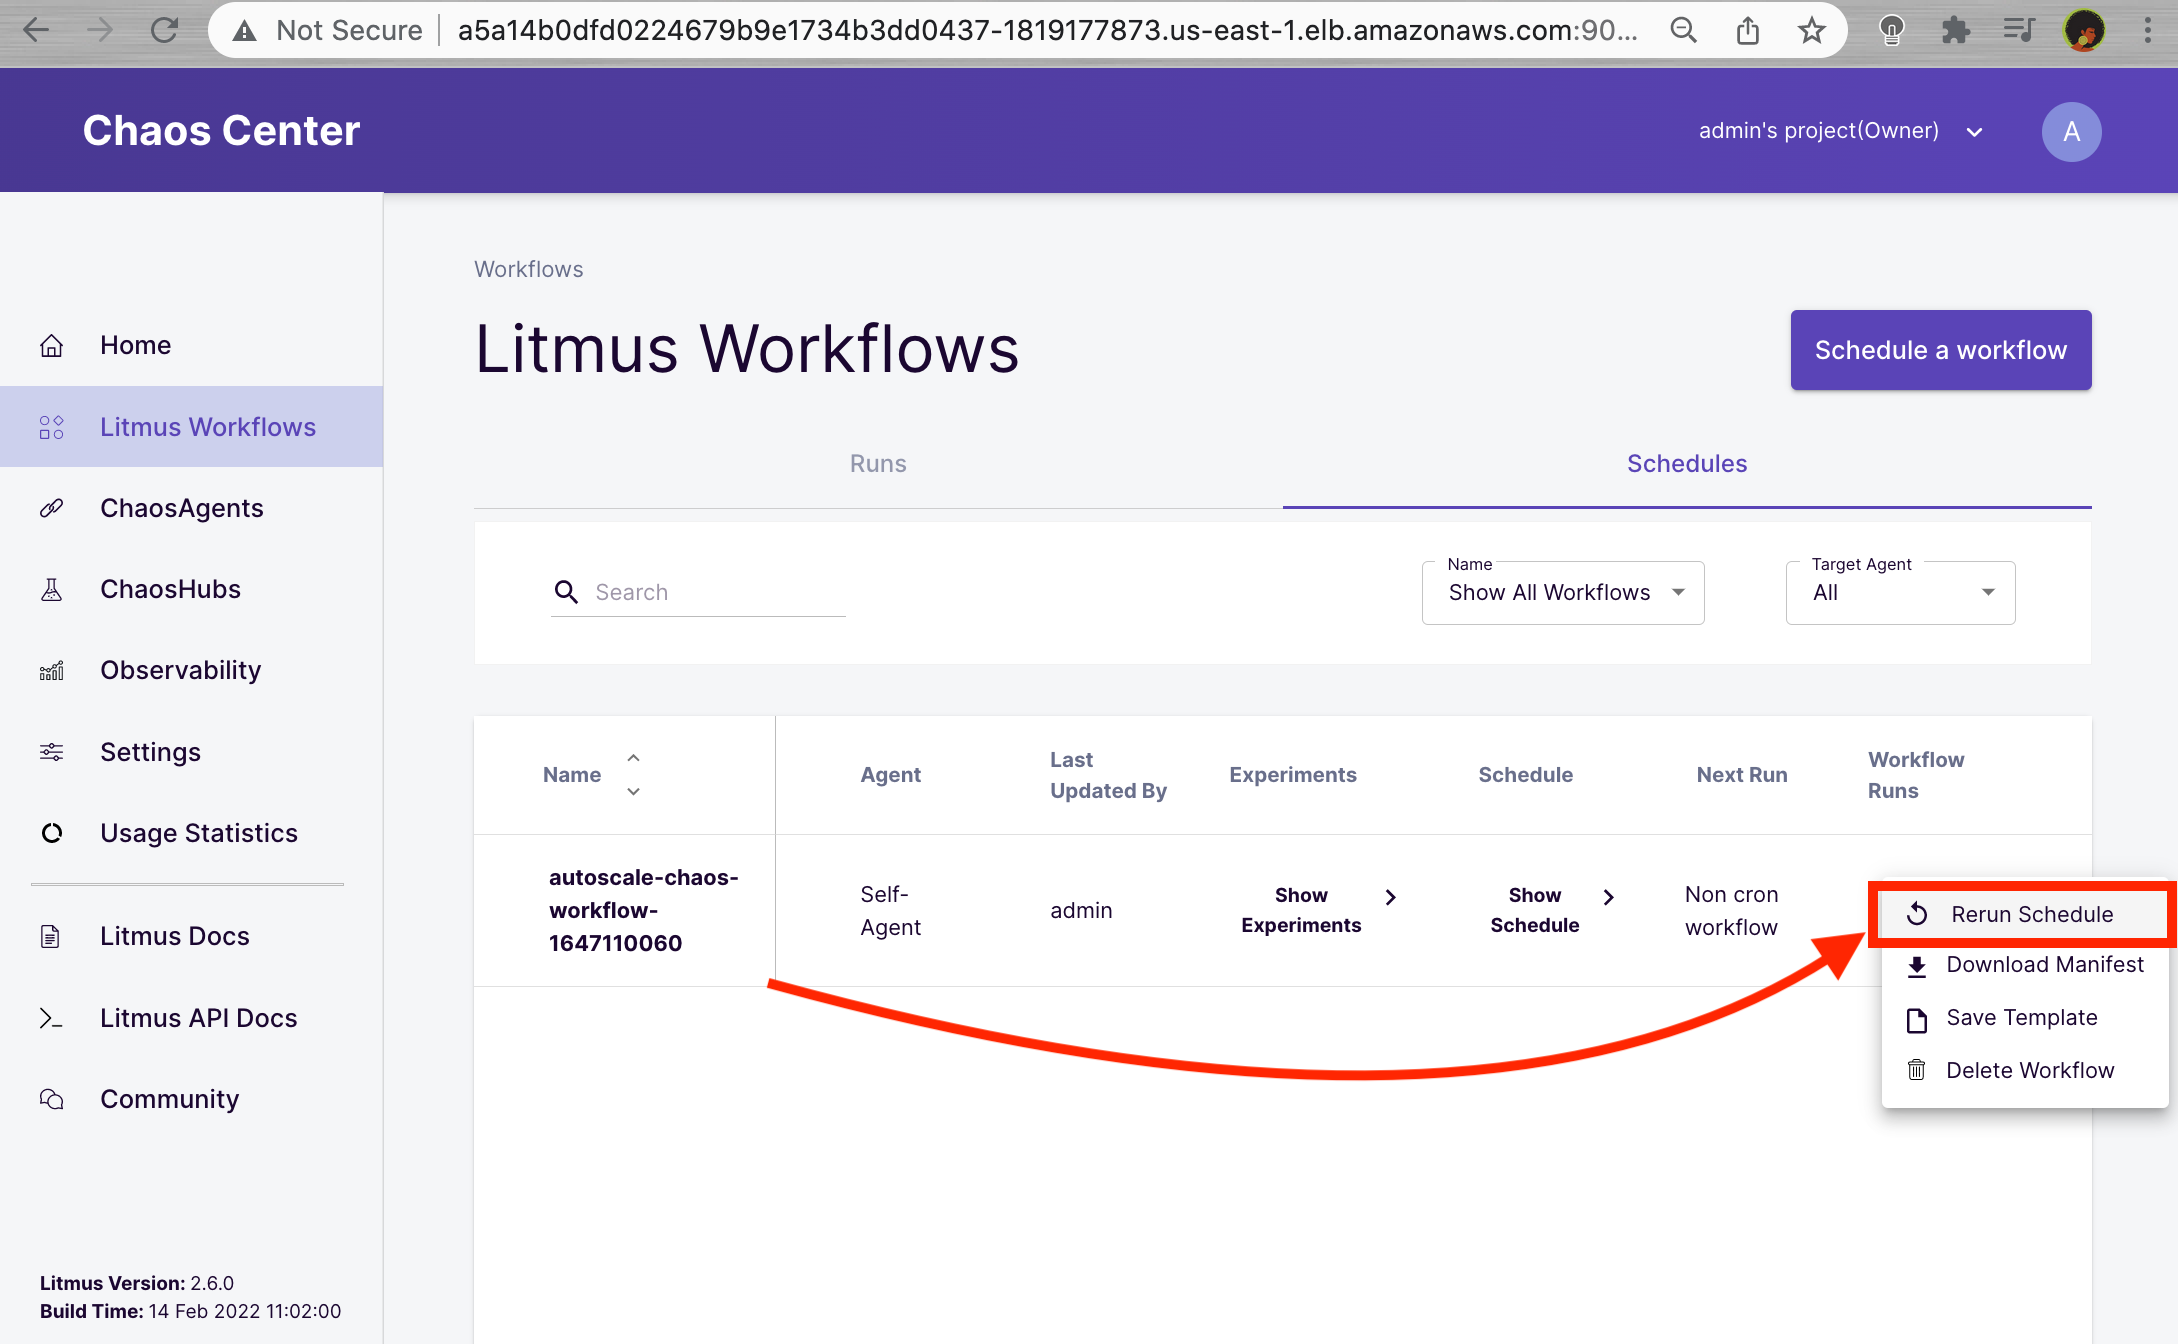 Not Secure
a5a14b0dfd0224679b9e1734b3dd0437-1819177873.us-east-1.elb.amazonaws.com:90...
Chaos Center
admin's project(Owner)
A
Home
Litmus Workflows
ChaosAgents
ChaosHubs
Observability
Settings
Usage Statistics
Litmus Docs
Litmus API Docs
Community
Litmus Version: 2.6.0
Build Time: 14 Feb 2022 11:02:00
Workflows
Litmus Workflows
Schedule a workflow
Runs
Schedules
Search
Name
Show All Workflows
Target Agent
All
Name
Agent
Last
Updated By
Experiments
Schedule
Next Run
Workflow
Runs
autoscale-chaos-
workflow-
1647110060
Self-
Agent
admin
Show
Experiments
Show
Schedule
Non cron
workflow
Rerun Schedule
Download Manifest
Save Template
Delete Workflow